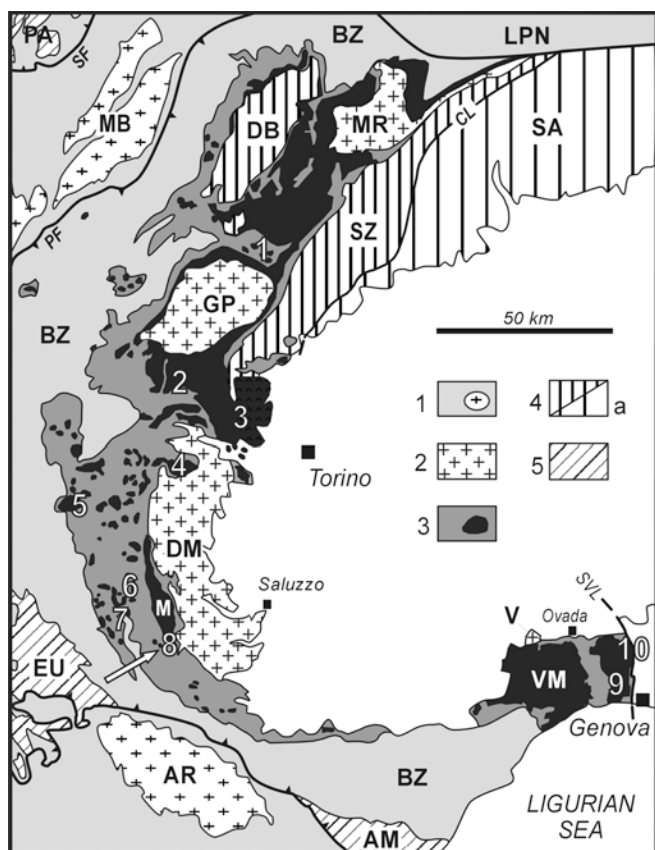 PA
SF
BZ
LPN
MB
DB
MR
CL
SA
PF
1
SZ
GP
BZ
50 km
2
3
1
4
a
2
5
3
Torino
4
5
DM
6
M
7
8
Saluzzo
SVL
V
Ovada
10
EU
VM
9
Genova
AR
BZ
LIGURIAN
SEA
AM